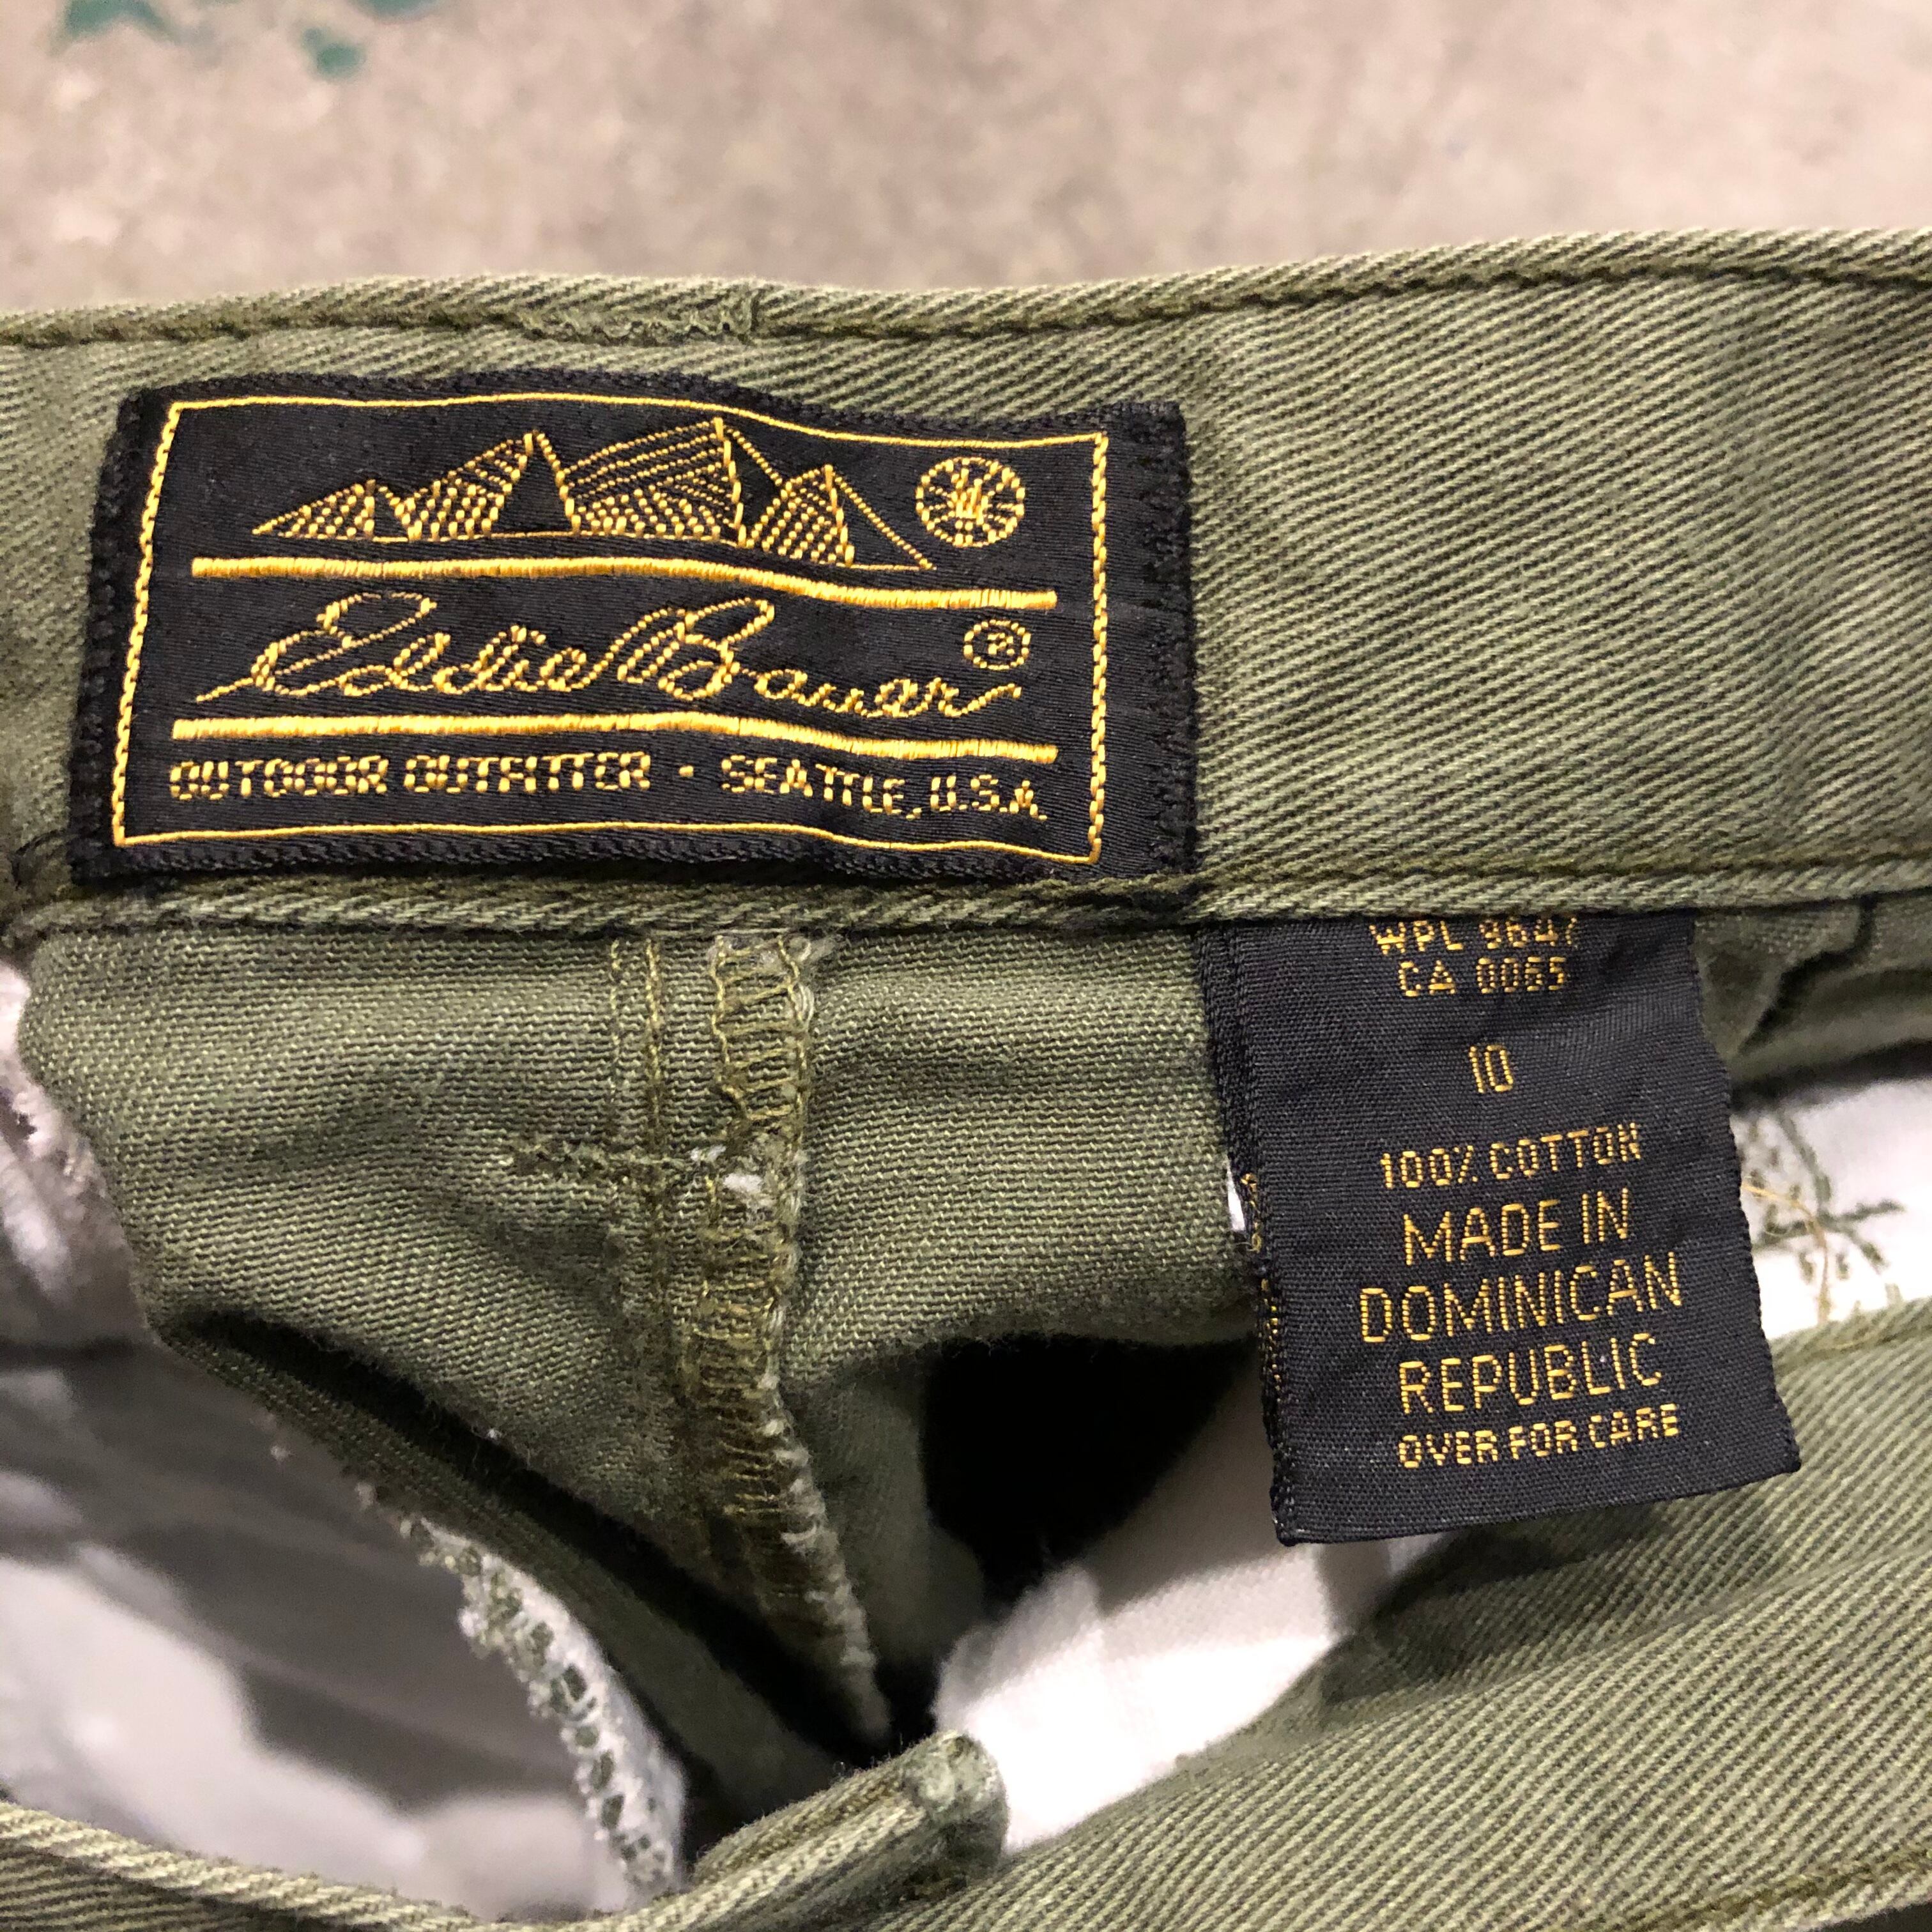 Eddie Bauer ®
OUTDOOR OUTFITTER · SEATTLE, U.S.A.
WPL 9647
CA 0065
10
100% COTTON
MADE IN
DOMINICAN
REPUBLIC
OVER FOR CARE